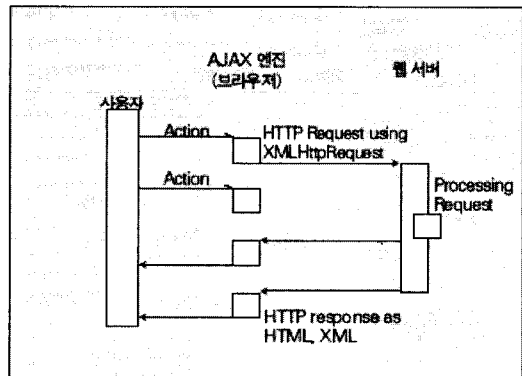 AJAX 엔진
(브라우저)
웹 서버
사용자
Action
HTTP Request using
XMLHttpRequest
Action
Processing
Request
HTTP response as
HTML, XML